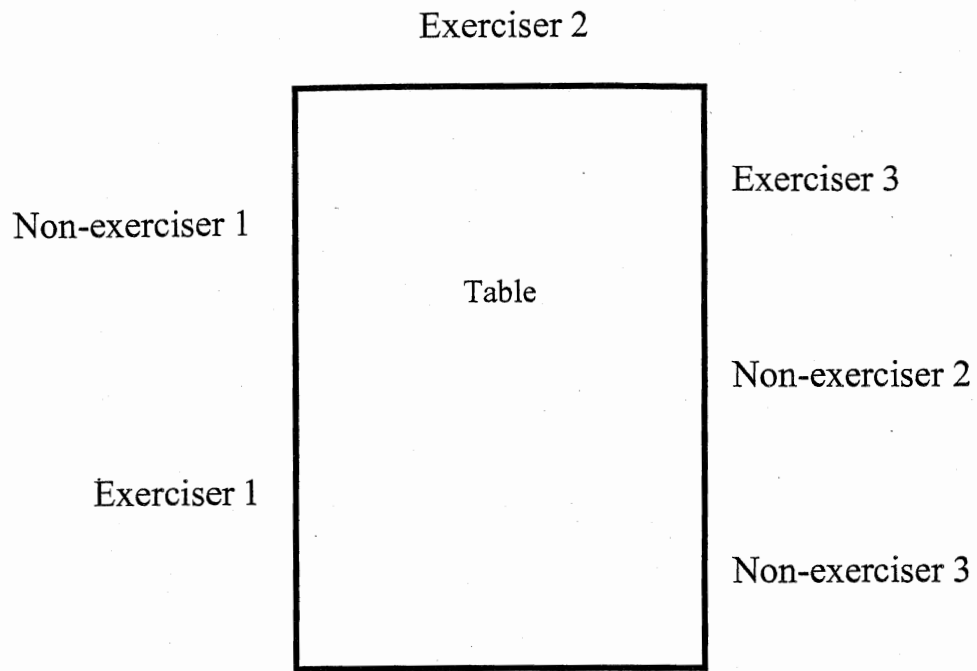 Exerciser 2
Exerciser 3
Non-exerciser 1
Table
Non-exerciser 2
Exerciser 1
Non-exerciser 3